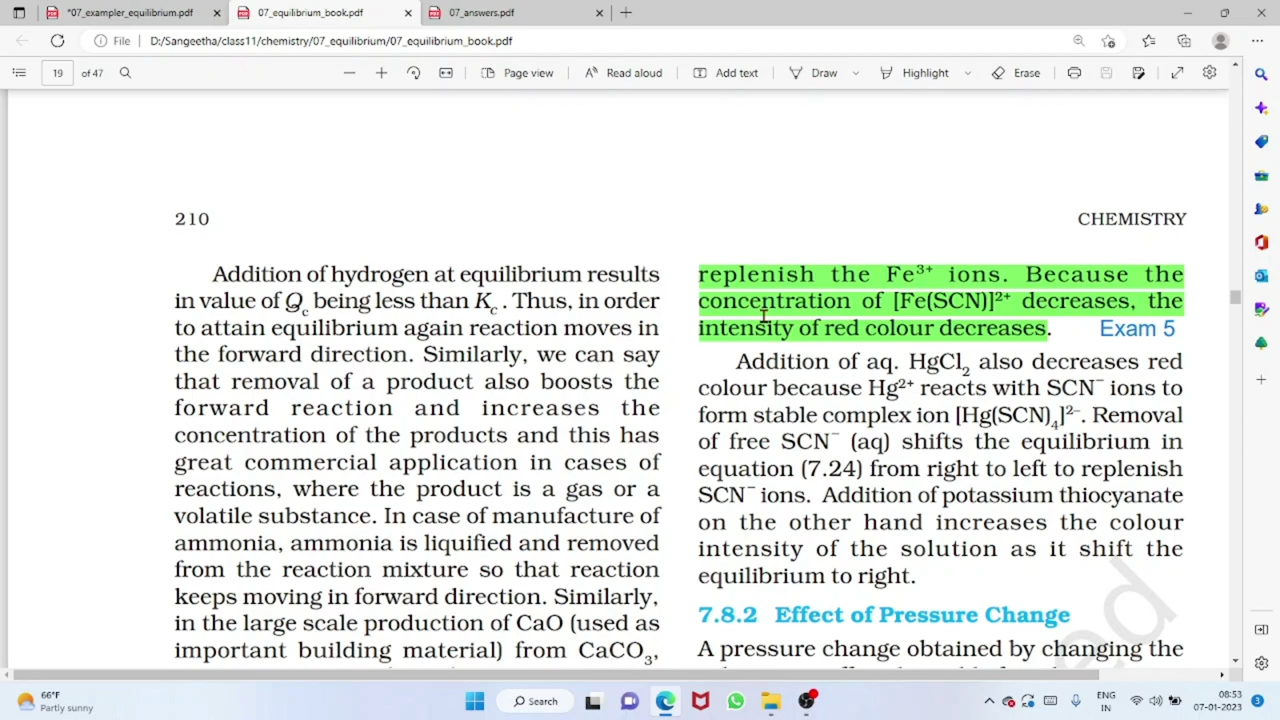 *07_exampler_equilibrium.pdf
07_equilibrium_book.pdf
07_answers.pdf
File
D:/Sangeetha/class11/chemistry/07_equilibrium/07_equilibrium_book.pdf
19 of 47
Page view
Read aloud
Add text
Draw
Highlight
Erase
210
CHEMISTRY
Addition of hydrogen at equilibrium results
in value of Qc being less than Kc . Thus, in order
to attain equilibrium again reaction moves in
the forward direction. Similarly, we can say
that removal of a product also boosts the
forward reaction and increases the
concentration of the products and this has
great commercial application in cases of
reactions, where the product is a gas or a
volatile substance. In case of manufacture of
ammonia, ammonia is liquified and removed
from the reaction mixture so that reaction
keeps moving in forward direction. Similarly,
in the large scale production of CaO (used as
important building material) from CaCO₃,
replenish the Fe³⁺ ions. Because the
concentration of [Fe(SCN)]²⁺ decreases, the
intensity of red colour decreases.
Exam 5
Addition of aq. HgCl₂ also decreases red
colour because Hg²⁺ reacts with SCN⁻ ions to
form stable complex ion [Hg(SCN)₄]²⁻. Removal
of free SCN⁻ (aq) shifts the equilibrium in
equation (7.24) from right to left to replenish
SCN⁻ ions. Addition of potassium thiocyanate
on the other hand increases the colour
intensity of the solution as it shift the
equilibrium to right.
7.8.2 Effect of Pressure Change
A pressure change obtained by changing the
66°F
Partly sunny
Search
ENG
IN
08:53
07-01-2023
3